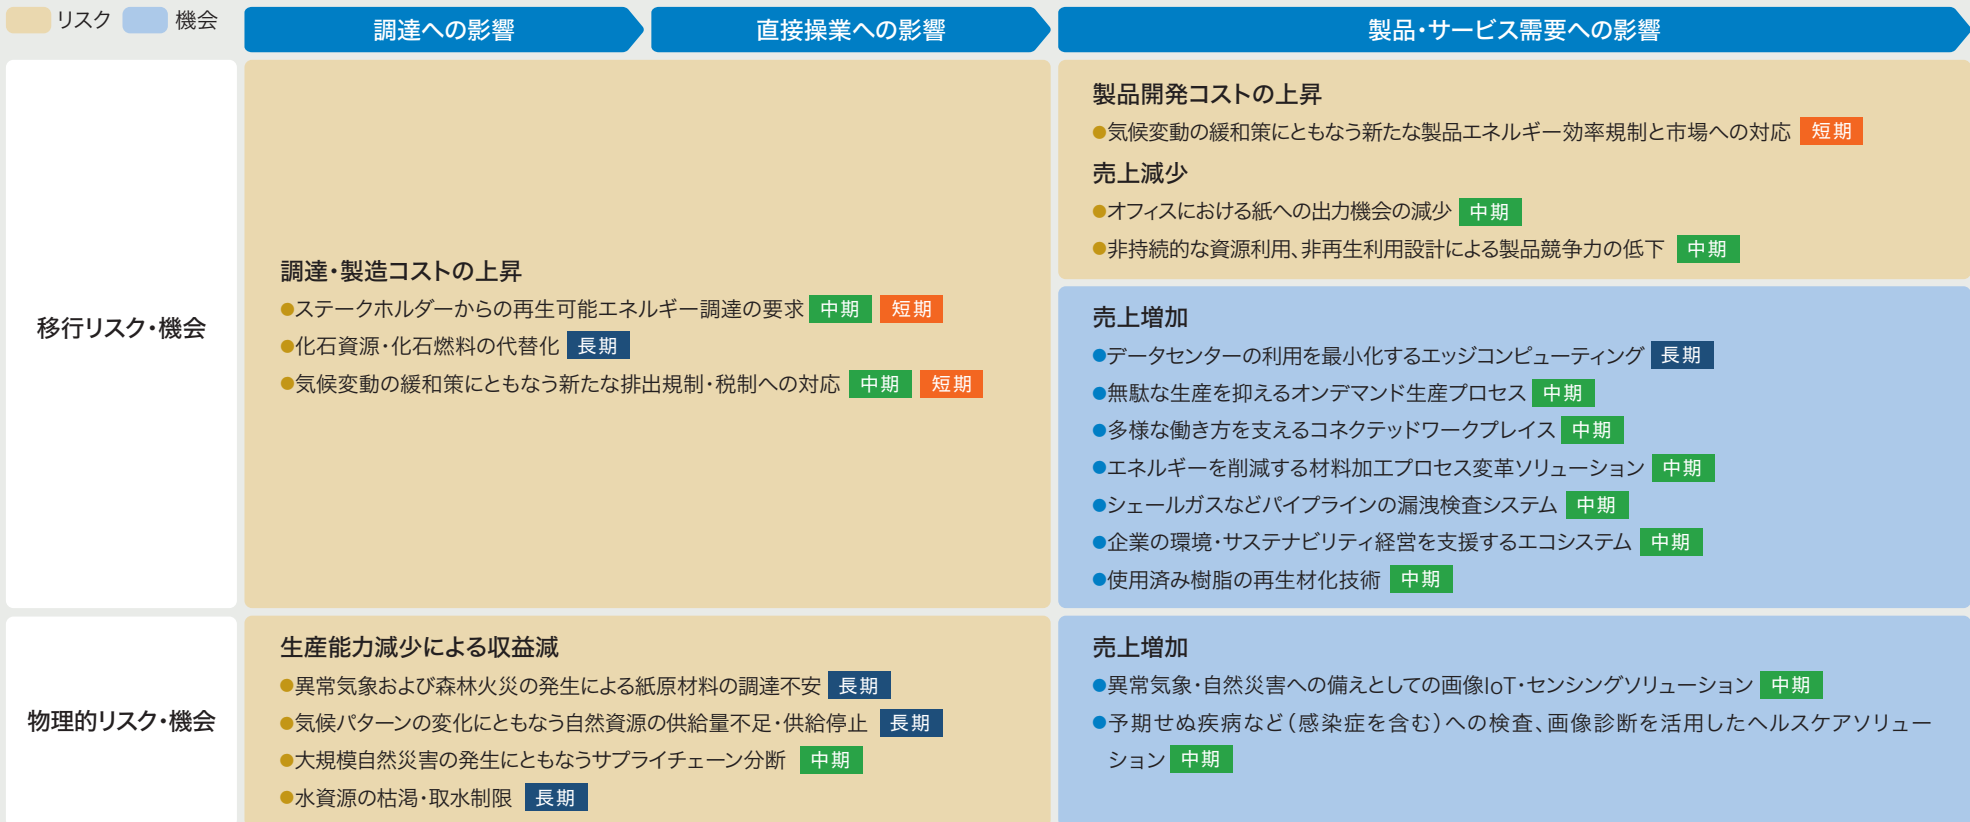 リスク 機会
調達への影響
直接操業への影響
製品・サービス需要への影響
移行リスク・機会
調達・製造コストの上昇
●ステークホルダーからの再生可能エネルギー調達の要求 中期 短期
●化石資源・化石燃料の代替化 長期
●気候変動の緩和策にともなう新たな排出規制・税制への対応 中期 短期
製品開発コストの上昇
●気候変動の緩和策にともなう新たな製品エネルギー効率規制と市場への対応 短期
売上減少
●オフィスにおける紙への出力機会の減少 中期
●非持続的な資源利用、非再生利用設計による製品競争力の低下 中期
売上増加
●データセンターの利用を最小化するエッジコンピューティング 長期
●無駄な生産を抑えるオンデマンド生産プロセス 中期
●多様な働き方を支えるコネクテッドワークプレイス 中期
●エネルギーを削減する材料加工プロセス変革ソリューション 中期
●シェールガスなどパイプラインの漏洩検査システム 中期
●企業の環境・サステナビリティ経営を支援するエコシステム 中期
●使用済み樹脂の再生材化技術 中期
物理的リスク・機会
生産能力減少による収益減
●異常気象および森林火災の発生による紙原材料の調達不安 長期
●気候パターンの変化にともなう自然資源の供給量不足・供給停止 長期
●大規模自然災害の発生にともなうサプライチェーン分断 中期
●水資源の枯渇・取水制限 長期
売上増加
●異常気象・自然災害への備えとしての画像IoT・センシングソリューション 中期
●予期せぬ疾病など(感染症を含む)への検査、画像診断を活用したヘルスケアソリュー
ション 中期